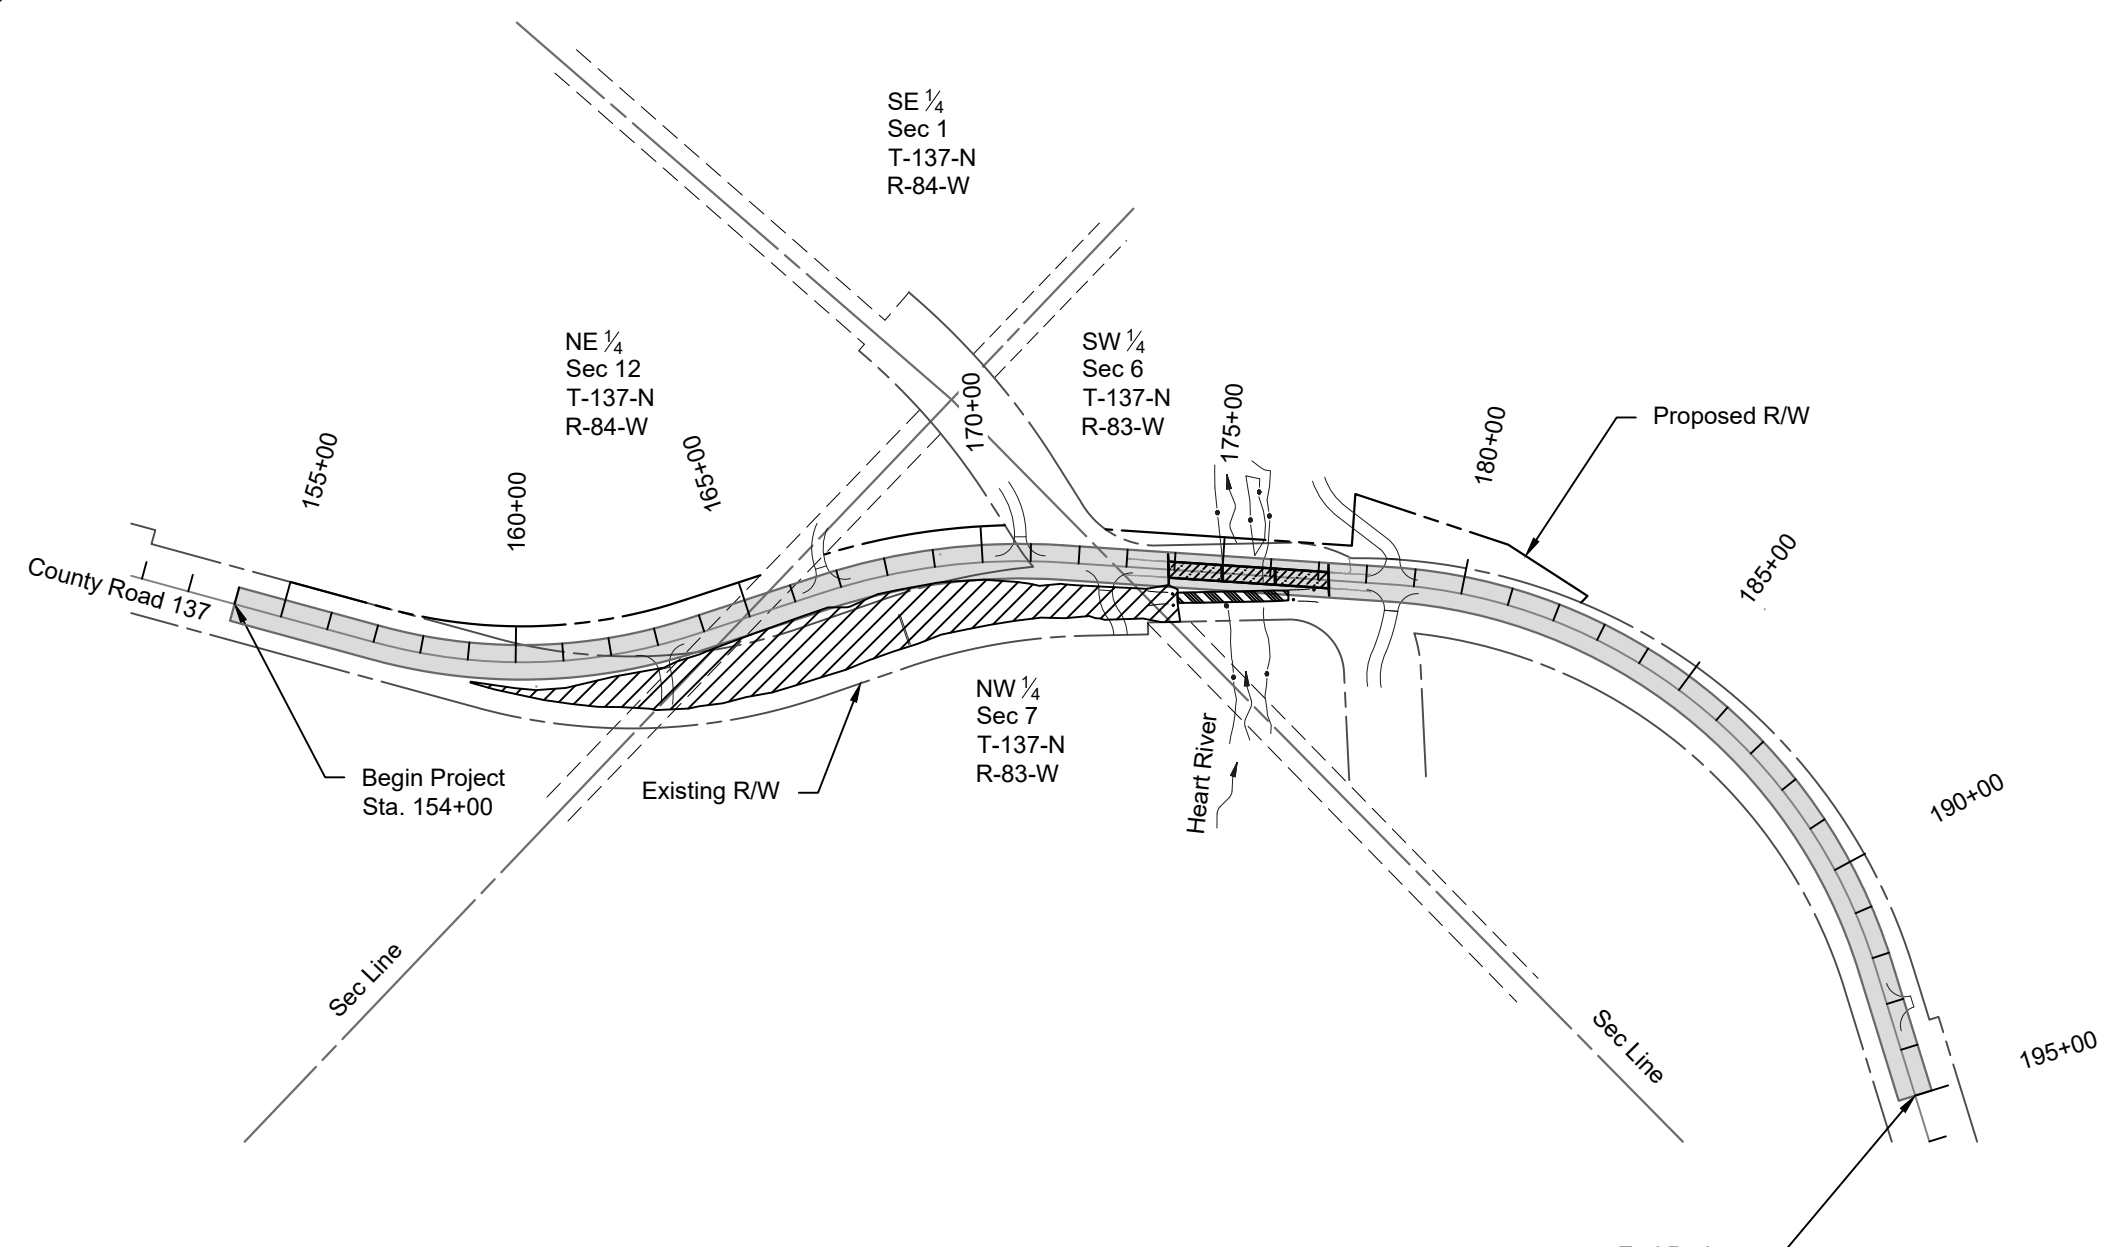 SE ¼
Sec 1
T-137-N
R-84-W
NE ¼
Sec 12
T-137-N
R-84-W
SW ¼
Sec 6
T-137-N
R-83-W
Proposed R/W
155+00
160+00
165+00
170+00
175+00
180+00
185+00
190+00
195+00
County Road 137
Begin Project
Sta. 154+00
Existing R/W
NW ¼
Sec 7
T-137-N
R-83-W
Heart River
Sec Line
Sec Line